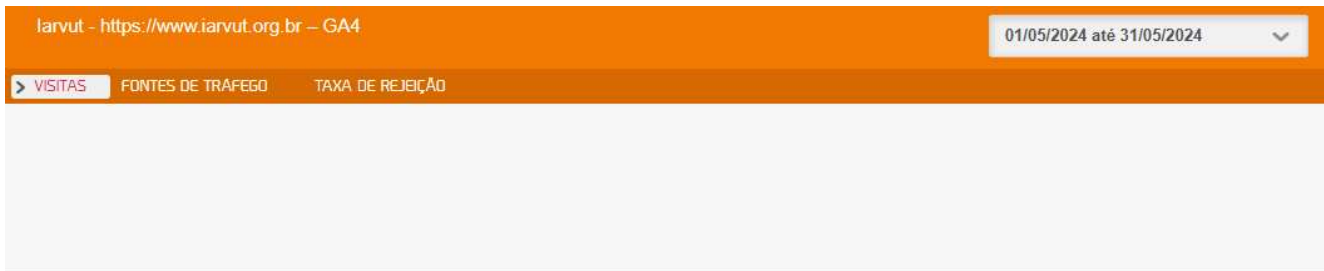 Iarvut - https://www.iarvut.org.br – GA4
01/05/2024 até 31/05/2024
VISITAS FONTES DE TRÁFEGO TAXA DE REJEIÇÃO